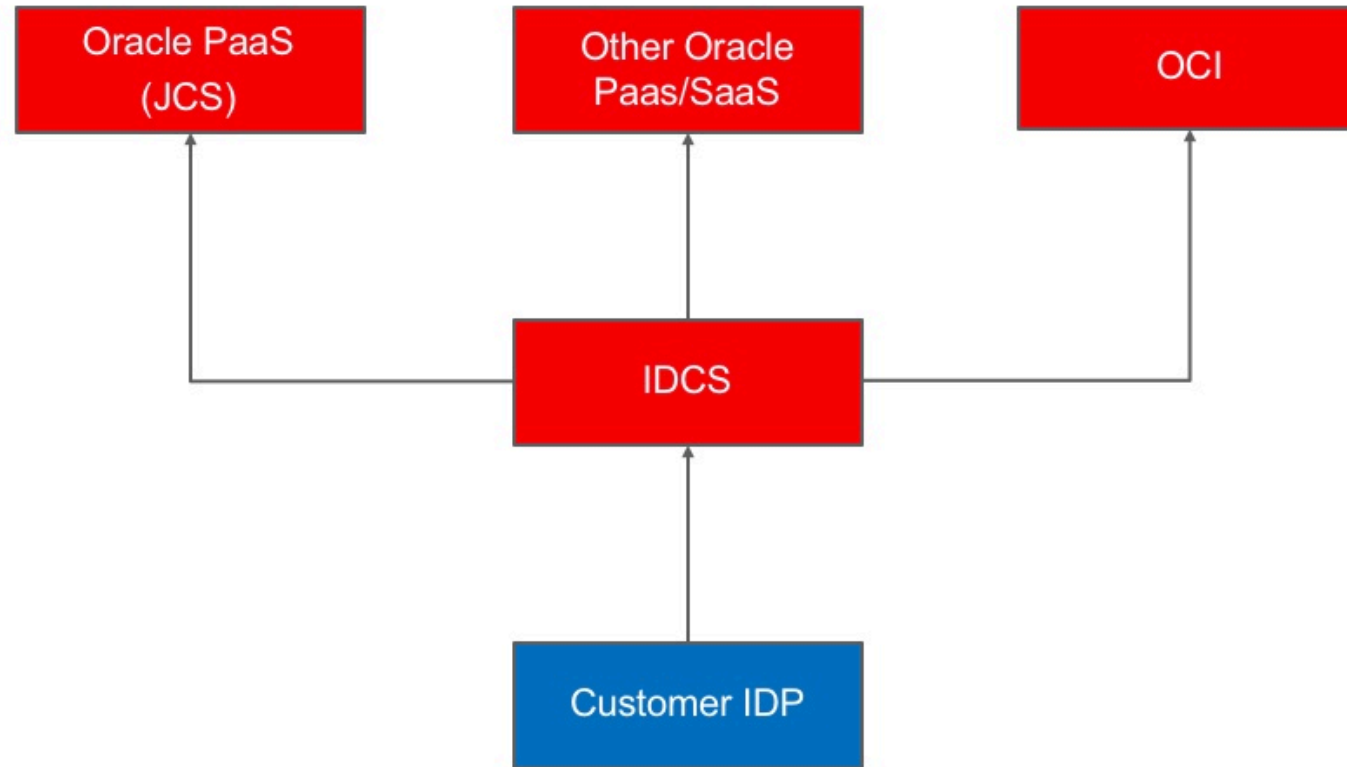 Oracle PaaS
(JCS)
Other Oracle
Paas/SaaS
OCI
IDCS
Customer IDP